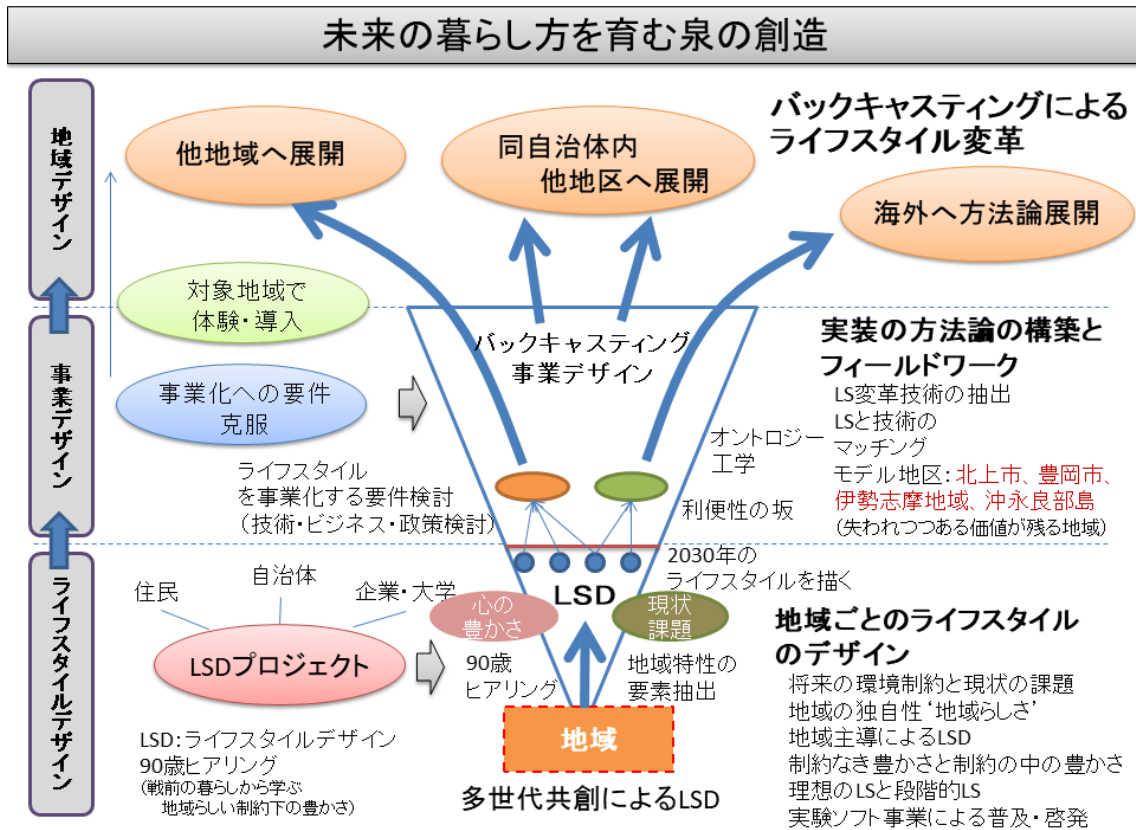 未来の暮らし方を育む泉の創造
地域デザイン
事業デザイン
ライフスタイルデザイン
バックキャスティングによる
ライフスタイル変革
他地域へ展開
同自治体内
他地区へ展開
海外へ方法論展開
対象地域で
体験・導入
事業化への要件
克服
バックキャスティング
事業デザイン
実装の方法論の構築と
フィールドワーク
LS変革技術の抽出
LSと技術の
マッチング
モデル地区：北上市、豊岡市、
伊勢志摩地域、沖永良部島
(失われつつある価値が残る地域)
オントロジー
工学
利便性の坂
ライフスタイル
を事業化する要件検討
（技術・ビジネス・政策検討）
2030年の
ライフスタイルを描く
LSD
住民
自治体
企業・大学
LSDプロジェクト
心の
豊かさ
現状
課題
90歳
ヒアリング
地域特性の
要素抽出
地域
多世代共創によるLSD
LSD：ライフスタイルデザイン
90歳ヒアリング
(戦前の暮らしから学ぶ
地域らしい制約下の豊かさ)
地域ごとのライフスタイル
のデザイン
将来の環境制約と現状の課題
地域の独自性‘地域らしさ’
地域主導によるLSD
制約なき豊かさと制約の中の豊かさ
理想のLSと段階的LS
実験ソフト事業による普及・啓発